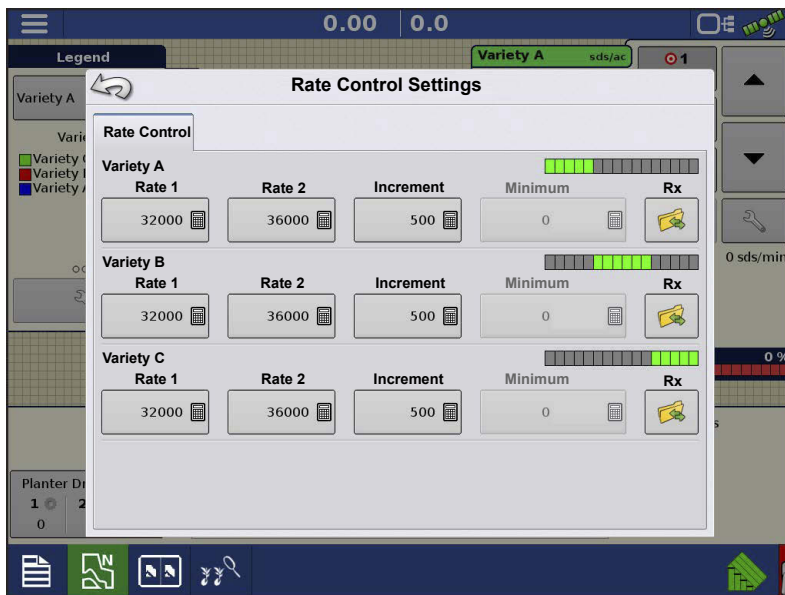 0.00 0.0
Legend
Variety A sds/ac
1
Variety A
Rate Control Settings
Rate Control
Variety A
Rate 1 Rate 2 Increment Minimum Rx
32000 36000 500 0
Variety B
Rate 1 Rate 2 Increment Minimum Rx
32000 36000 500 0
Variety C
Rate 1 Rate 2 Increment Minimum Rx
32000 36000 500 0
Variety
Variety
Variety
0 sds/min
0 %
Planter Dr
1 2
0
N